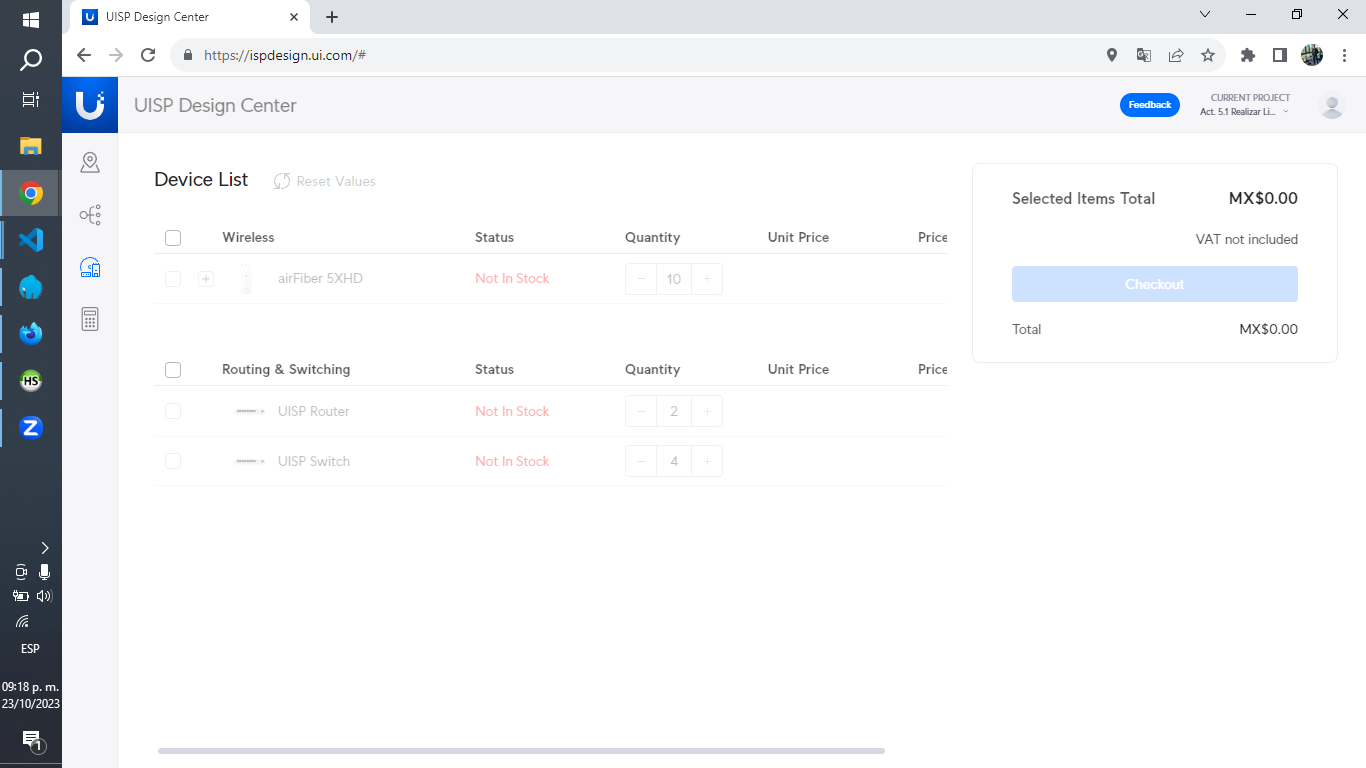 UISP Design Center
https://ispdesign.ui.com/#
UISP Design Center
Feedback
CURRENT PROJECT
Act. 5.1 Realizar Li...
Device List
Reset Values
Wireless Status Quantity Unit Price Price
airFiber 5XHD Not In Stock 10
Routing & Switching Status Quantity Unit Price Price
UISP Router Not In Stock 2
UISP Switch Not In Stock 4
Selected Items Total MX$0.00
VAT not included
Checkout
Total MX$0.00
HS
Z
ESP
09:18 p. m.
23/10/2023
1